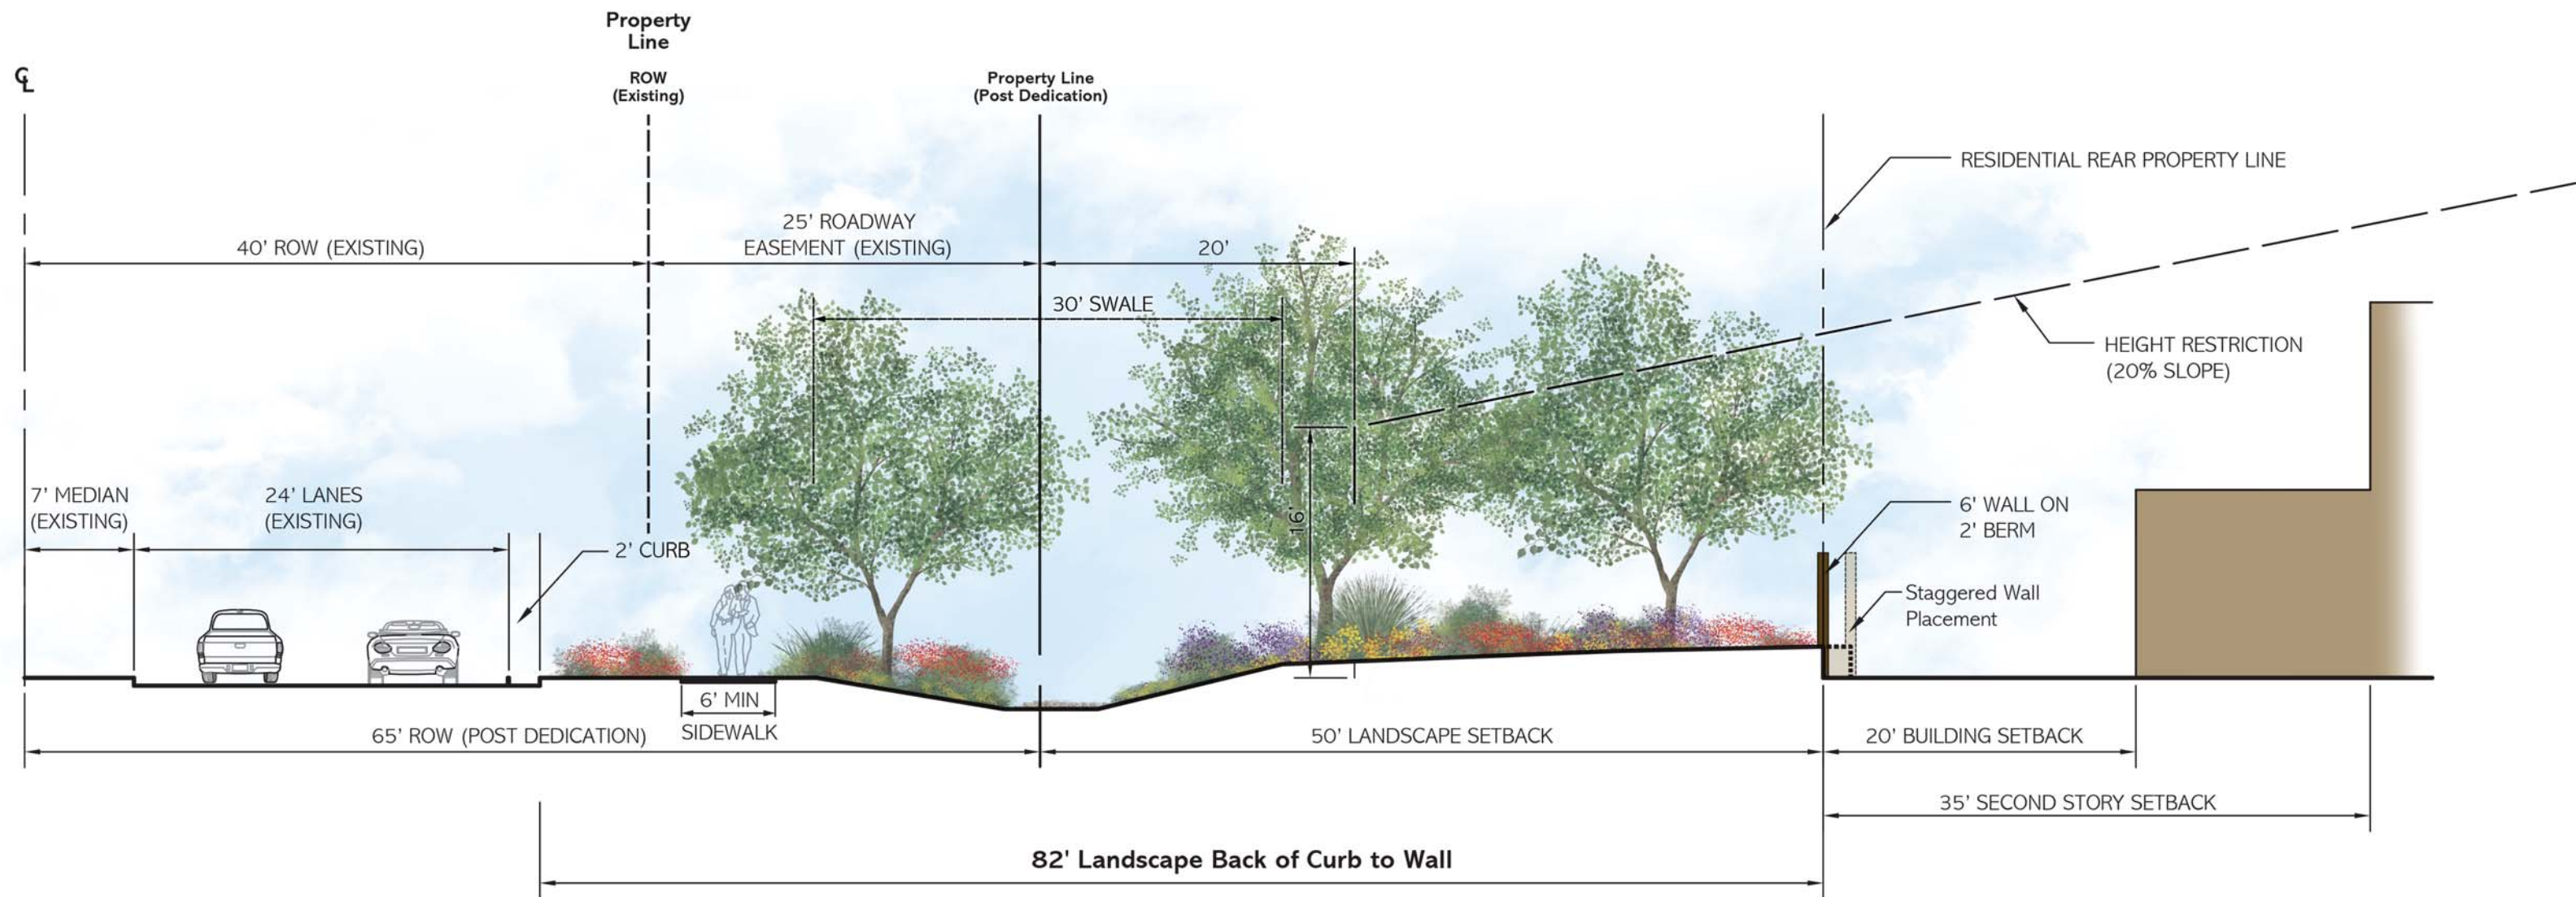 Property
Line
ROW
(Existing)
℄
Property Line
(Post Dedication)
RESIDENTIAL REAR PROPERTY LINE
25' ROADWAY
EASEMENT (EXISTING)
40' ROW (EXISTING)
20'
30' SWALE
HEIGHT RESTRICTION
(20% SLOPE)
7' MEDIAN
(EXISTING)
24' LANES
(EXISTING)
2' CURB
16'
6' WALL ON
2' BERM
Staggered Wall
Placement
6' MIN
SIDEWALK
65' ROW (POST DEDICATION)
50' LANDSCAPE SETBACK
20' BUILDING SETBACK
35' SECOND STORY SETBACK
82' Landscape Back of Curb to Wall